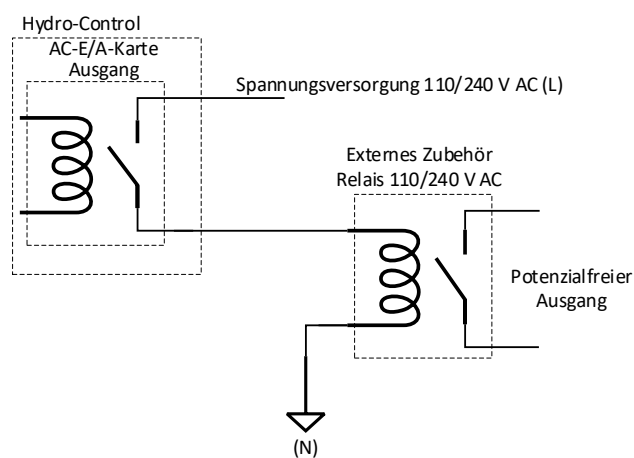 Hydro-Control
AC-E/A-Karte
Ausgang
Spannungsversorgung 110/240 V AC (L)
Externes Zubehör
Relais 110/240 V AC
Potenzialfreier
Ausgang
(N)